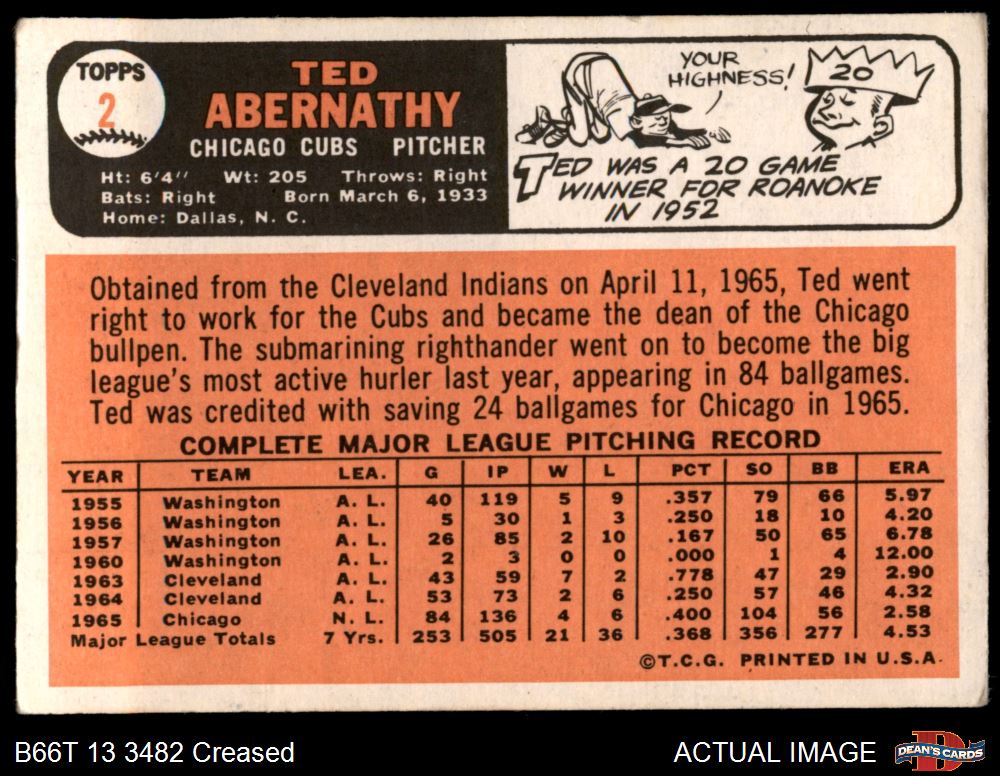 TOPPS
2
TED
ABERNATHY
CHICAGO CUBS PITCHER
Ht: 6'4" Wt: 205 Throws: Right
Bats: Right Born March 6, 1933
Home: Dallas, N. C.
YOUR
HIGHNESS!
20
TED WAS A 20 GAME
WINNER FOR ROANOKE
IN 1952
Obtained from the Cleveland Indians on April 11, 1965, Ted went
right to work for the Cubs and became the dean of the Chicago
bullpen. The submarining righthander went on to become the big
league's most active hurler last year, appearing in 84 ballgames.
Ted was credited with saving 24 ballgames for Chicago in 1965.
COMPLETE MAJOR LEAGUE PITCHING RECORD
YEAR TEAM LEA. G IP W L PCT SO BB ERA
1955 Washington A. L. 40 119 5 9 .357 79 66 5.97
1956 Washington A. L. 5 30 1 3 .250 18 10 4.20
1957 Washington A. L. 26 85 2 10 .167 50 65 6.78
1960 Washington A. L. 2 3 0 0 .000 1 4 12.00
1963 Cleveland A. L. 43 59 7 2 .778 47 29 2.90
1964 Cleveland A. L. 53 73 2 6 .250 57 46 4.32
1965 Chicago N. L. 84 136 4 6 .400 104 56 2.58
Major League Totals 7 Yrs. 253 505 21 36 .368 356 277 4.53
©T.C.G. PRINTED IN U.S.A.
B66T 13 3482 Creased
ACTUAL IMAGE
DEAN'S CARDS